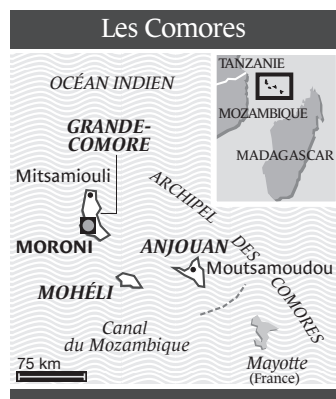 Les Comores
TANZANIE
MOZAMBIQUE
MADAGASCAR
OCÉAN INDIEN
GRANDE-
COMORE
Mitsamiouli
ARCHIPEL DES COMORES
MORONI
ANJOUAN
Moutsamoudou
MOHÉLI
Canal
du Mozambique
75 km
Mayotte
(France)